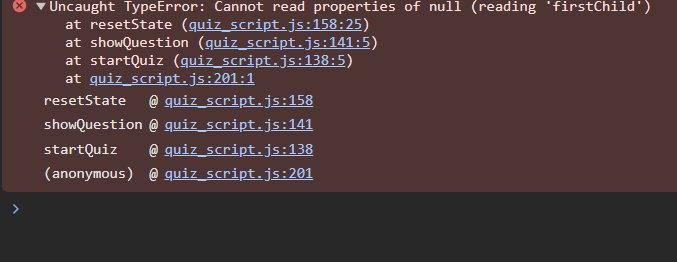 Uncaught TypeError: Cannot read properties of null (reading 'firstChild')
at resetState (quiz_script.js:158:25)
at showQuestion (quiz_script.js:141:5)
at startQuiz (quiz_script.js:138:5)
at quiz_script.js:201:1
resetState @ quiz_script.js:158
showQuestion @ quiz_script.js:141
startQuiz @ quiz_script.js:138
(anonymous) @ quiz_script.js:201